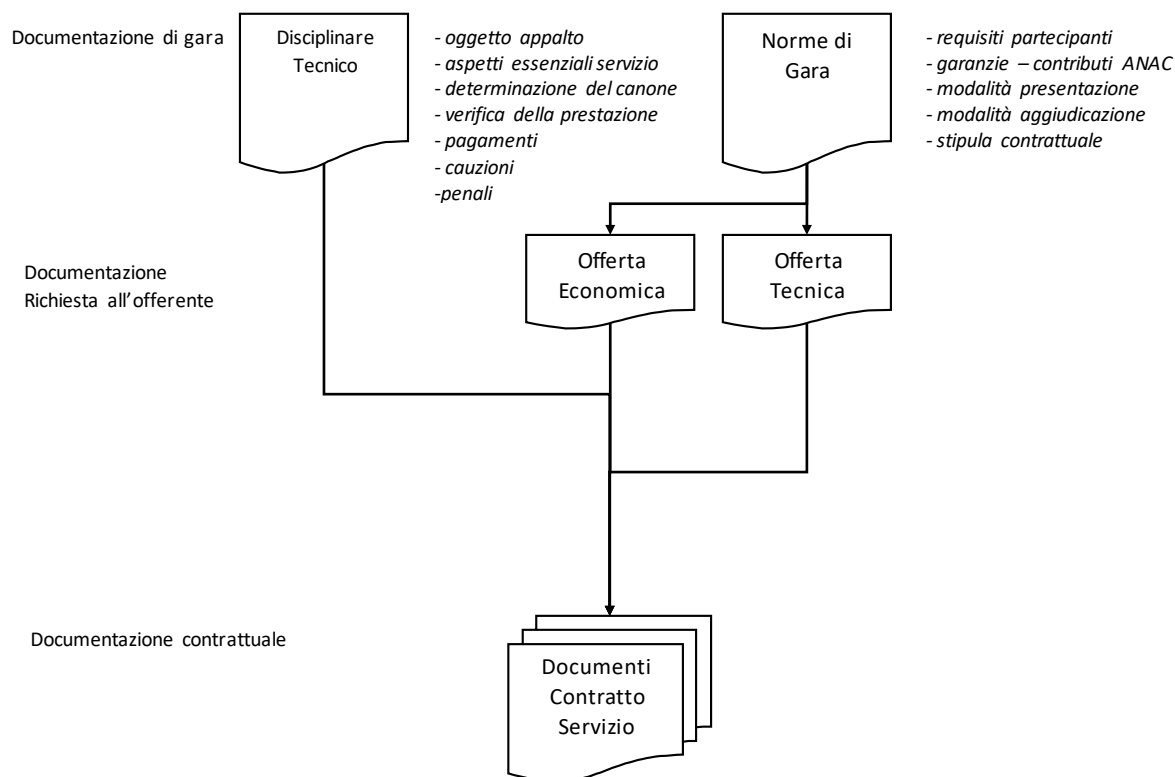 Documentazione di gara
Disciplinare
Tecnico
- oggetto appalto
- aspetti essenziali servizio
- determinazione del canone
- verifica della prestazione
- pagamenti
- cauzioni
-penali
Norme di
Gara
- requisiti partecipanti
- garanzie – contributi ANAC
- modalità presentazione
- modalità aggiudicazione
- stipula contrattuale
Documentazione
Richiesta all’offerente
Offerta
Economica
Offerta
Tecnica
Documentazione contrattuale
Documenti
Contratto
Servizio